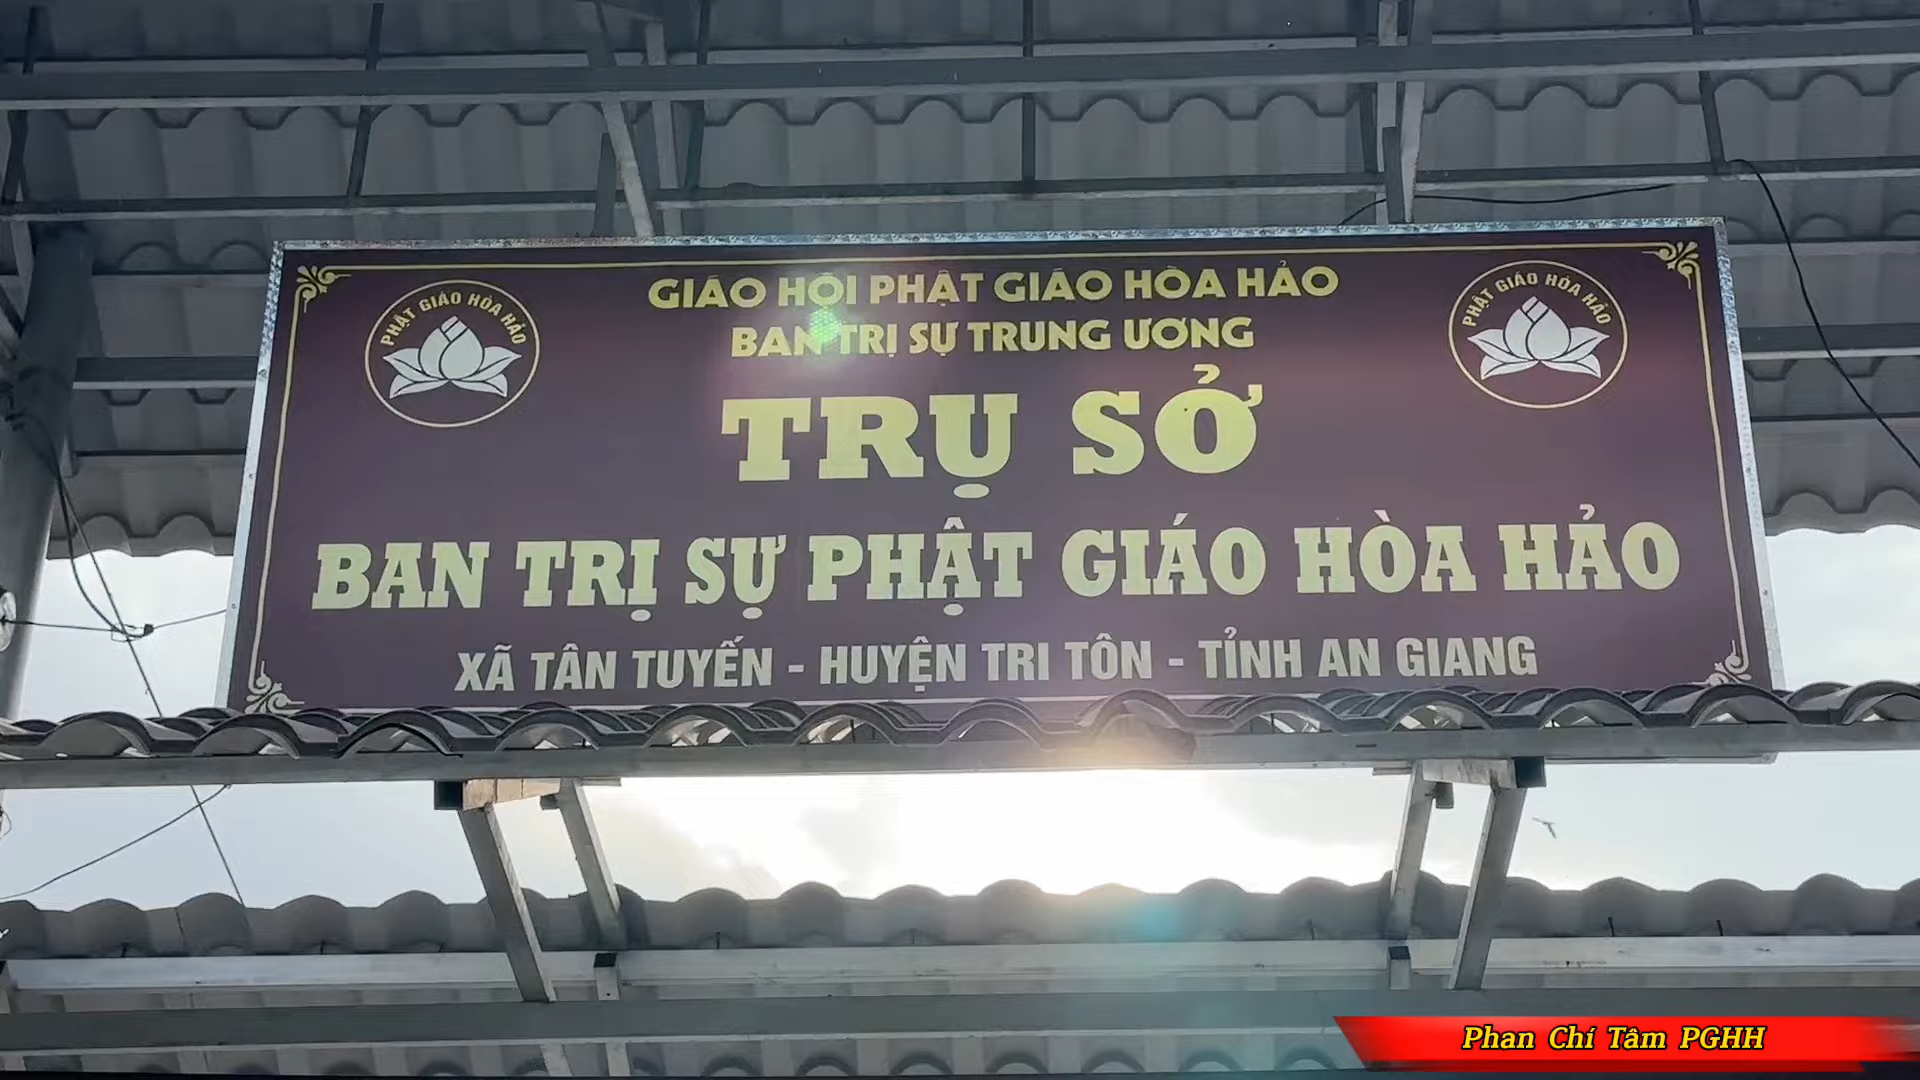 GIÁO HỘI PHẬT GIÁO HÒA HẢO
BAN TRỊ SỰ TRUNG ƯƠNG
PHẬT GIÁO HÒA HẢO
PHẬT GIÁO HÒA HẢO
TRỤ SỞ
BAN TRỊ SỰ PHẬT GIÁO HÒA HẢO
XÃ TÂN TUYẾN - HUYỆN TRI TÔN - TỈNH AN GIANG
Phan Chí Tâm PGHH